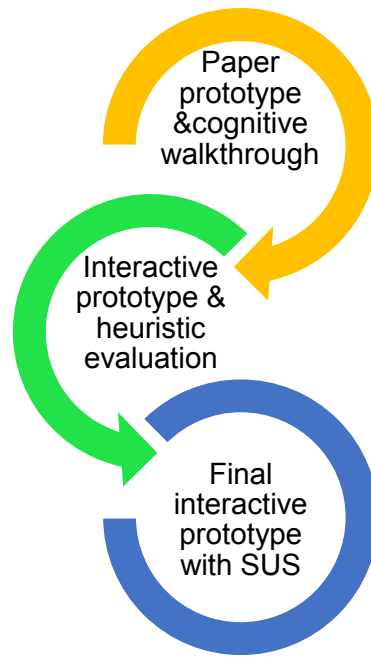 Paper
prototype
&cognitive
walkthrough
Interactive
prototype &
heuristic
evaluation
Final
interactive
prototype
with SUS